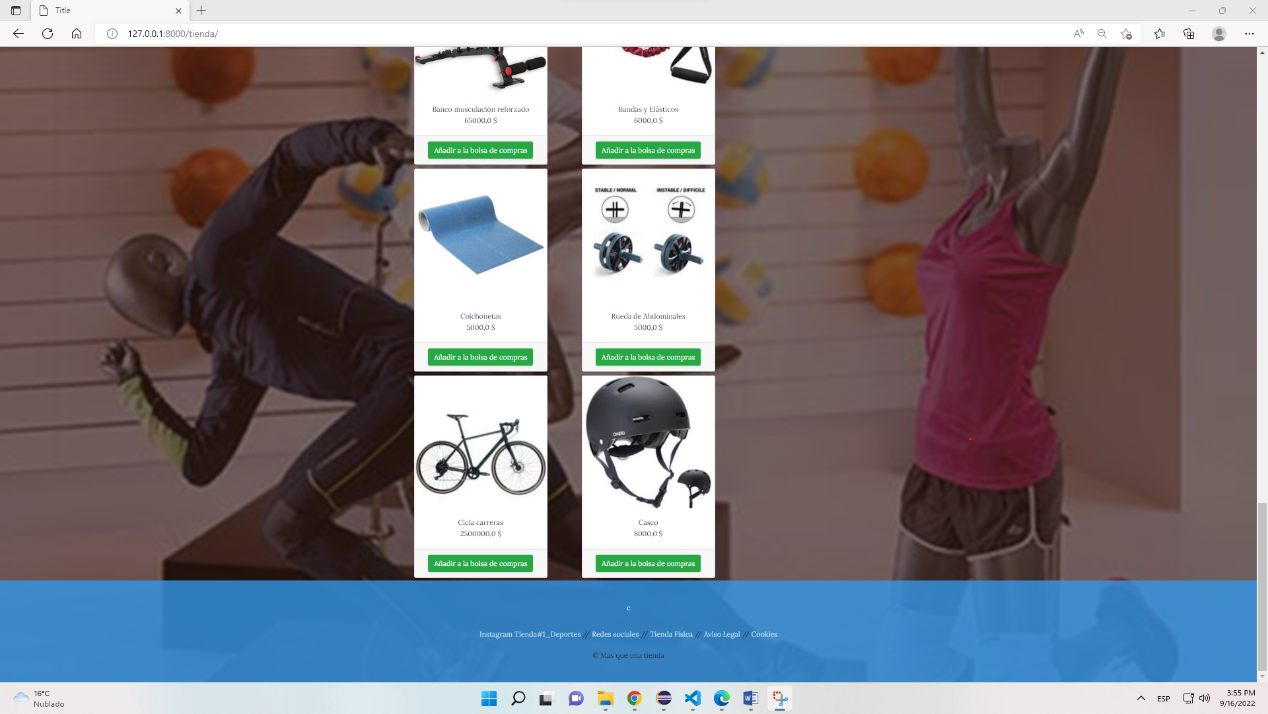 Title
127.0.0.1:8000/tienda/
Banco musculación reforzado
65000,0 $
Añadir a la bolsa de compras
Bandas y Elásticos
6000,0 $
Añadir a la bolsa de compras
Colchonetas
5000,0 $
Añadir a la bolsa de compras
STABLE / NORMAL
INSTABLE / DIFFICILE
Rueda de Abdominales
5000,0 $
Añadir a la bolsa de compras
Cicla carreras
2500000,0 $
Añadir a la bolsa de compras
Casco
8000,0 $
Añadir a la bolsa de compras
c
Instagram Tienda#1_Deportes // Redes sociales // Tienda Física // Aviso Legal // Cookies
© Mas que una tienda
16°C
Nublado
ESP
3:55 PM
9/16/2022